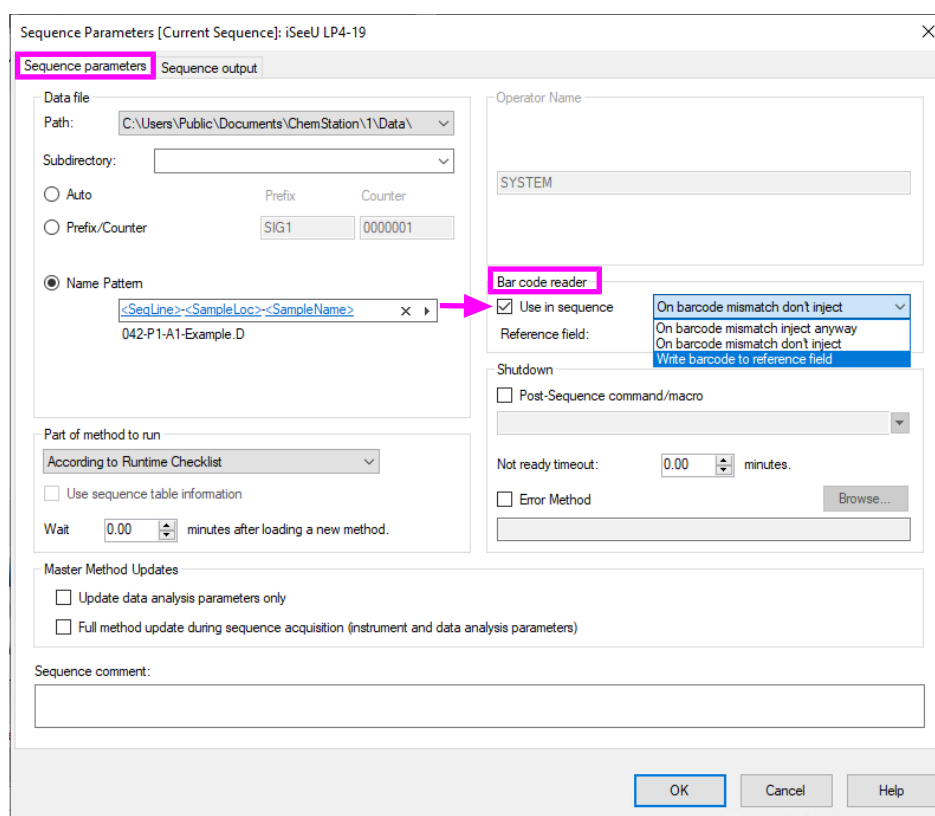 Sequence Parameters [Current Sequence]: iSeeU LP4-19
Sequence parameters
Sequence output
Data file
Path:
C:\Users\Public\Documents\ChemStation\1\Data\
Subdirectory:
Auto
Prefix
Counter
Prefix/Counter
SIG1
0000001
Name Pattern
<SeqLine>-<SampleLoc>-<SampleName>
042-P1-A1-Example.D
Part of method to run
According to Runtime Checklist
Use sequence table information
Wait
0.00
minutes after loading a new method.
Operator Name
SYSTEM
Bar code reader
Use in sequence
On barcode mismatch don't inject
On barcode mismatch inject anyway
On barcode mismatch don't inject
Write barcode to reference field
Reference field:
Shutdown
Post-Sequence command/macro
Not ready timeout:
0.00
minutes.
Error Method
Browse...
Master Method Updates
Update data analysis parameters only
Full method update during sequence acquisition (instrument and data analysis parameters)
Sequence comment:
OK
Cancel
Help